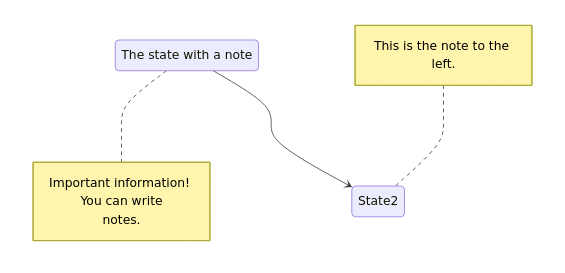 The state with a note
This is the note to the
left.
Important information!
You can write
notes.
State2